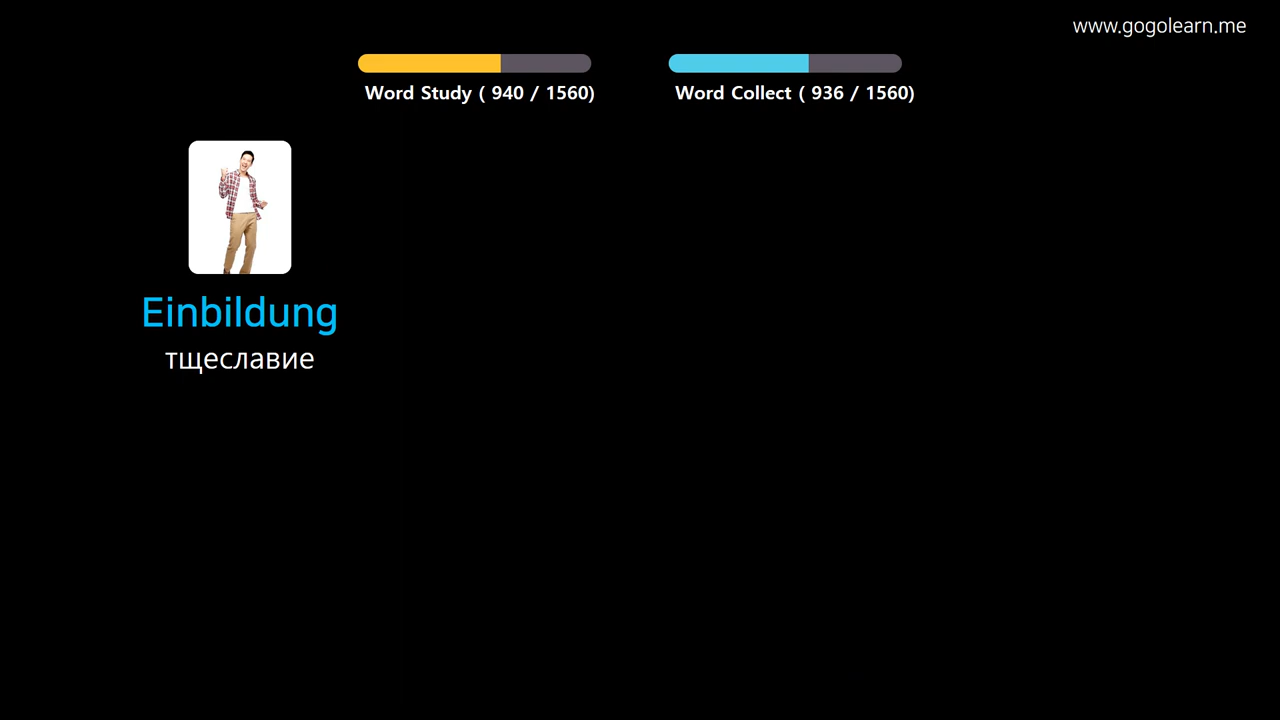 www.gogolearn.me
Word Study ( 940 / 1560)
Word Collect ( 936 / 1560)
Einbildung
тщеславие